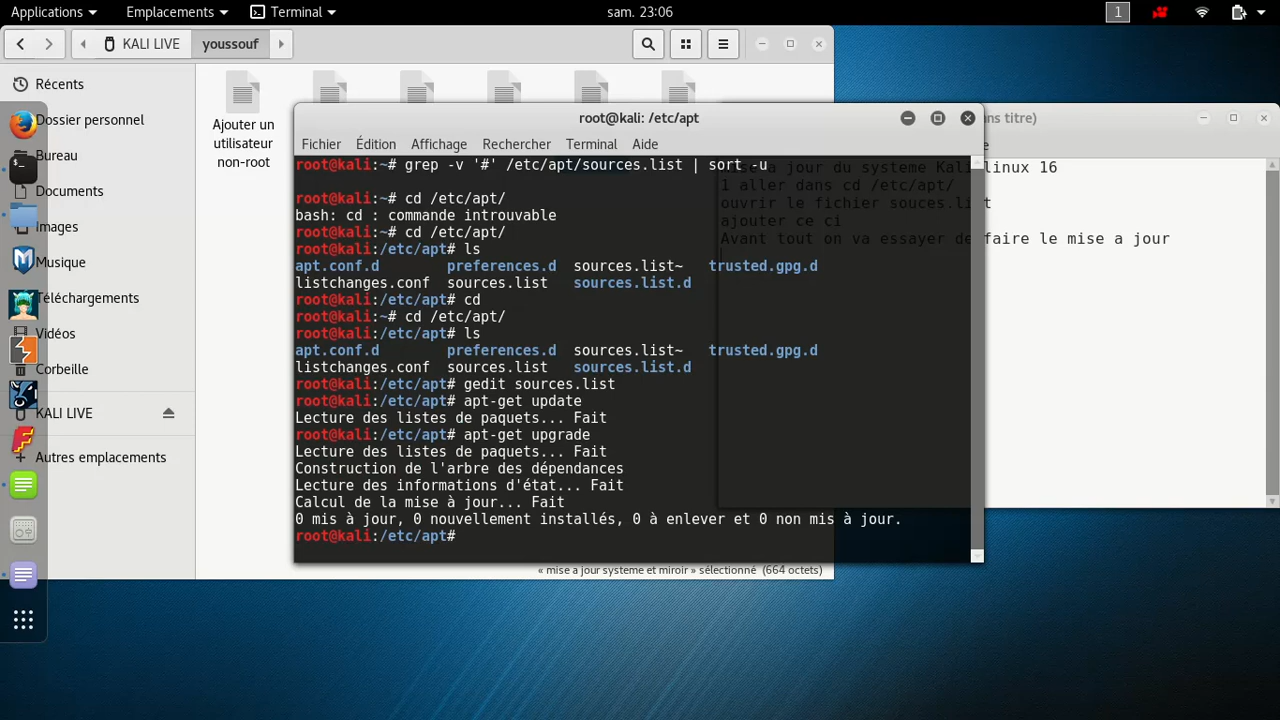 Applications
Emplacements
Terminal
sam. 23:06
1
KALI LIVE
youssouf
Récents
Dossier personnel
Bureau
Documents
Images
Musique
Téléchargements
Vidéos
Corbeille
KALI LIVE
Autres emplacements
Ajouter un
utilisateur
non-root
root@kali: /etc/apt
Fichier Édition Affichage Rechercher Terminal Aide
root@kali:~# grep -v '#' /etc/apt/sources.list | sort -u
root@kali:~# cd /etc/apt/
bash: cd : commande introuvable
root@kali:~# cd /etc/apt/
root@kali:/etc/apt# ls
apt.conf.d preferences.d sources.list~ trusted.gpg.d
listchanges.conf sources.list sources.list.d
root@kali:/etc/apt# cd
root@kali:~# cd /etc/apt/
root@kali:/etc/apt# ls
apt.conf.d preferences.d sources.list~ trusted.gpg.d
listchanges.conf sources.list sources.list.d
root@kali:/etc/apt# gedit sources.list
root@kali:/etc/apt# apt-get update
Lecture des listes de paquets... Fait
root@kali:/etc/apt# apt-get upgrade
Lecture des listes de paquets... Fait
Construction de l'arbre des dépendances
Lecture des informations d'état... Fait
Calcul de la mise à jour... Fait
0 mis à jour, 0 nouvellement installés, 0 à enlever et 0 non mis à jour.
root@kali:/etc/apt#
« mise a jour systeme et miroir » sélectionné (664 octets)
titre)
a jour du systeme Kali linux 16
1 aller dans cd /etc/apt/
ouvrir le fichier souces.list
ajouter ce ci
Avant tout on va essayer de faire le mise a jour